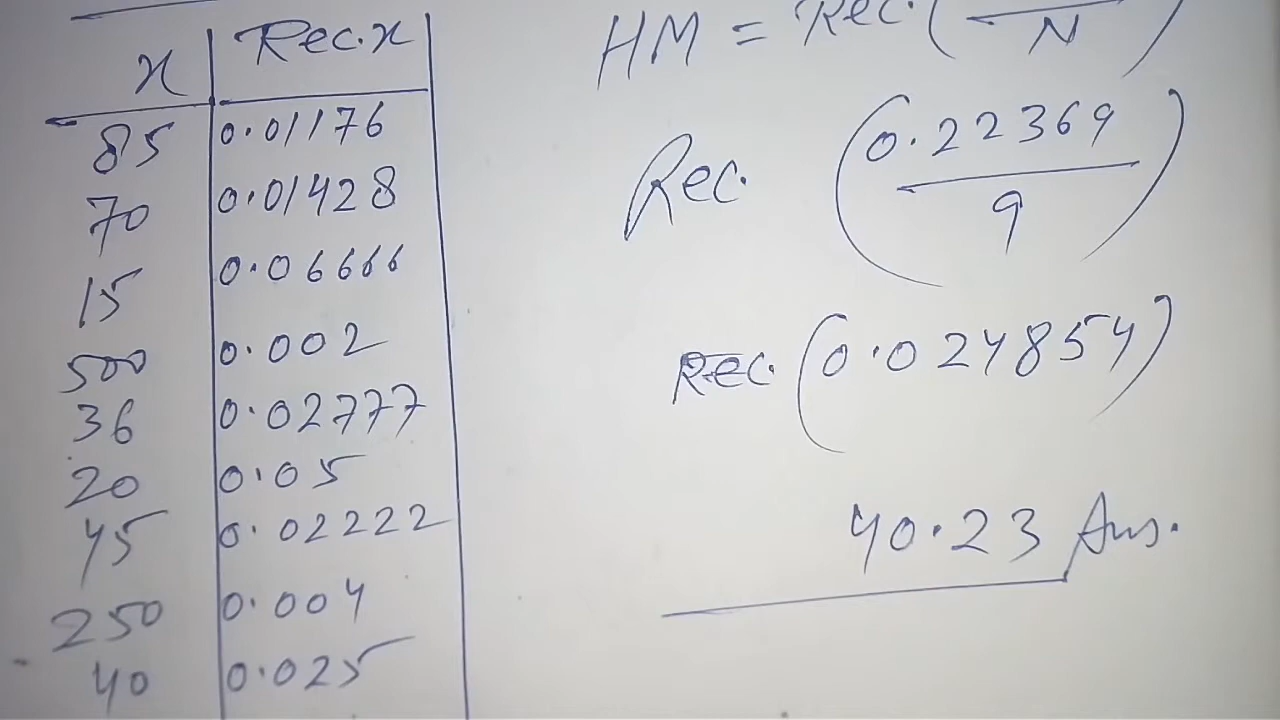 x Rec.x
85 0.01176
70 0.01428
15 0.06666
500 0.002
36 0.02777
20 0.05
45 0.02222
250 0.004
40 0.025
HM = Rec. ( / N )
Rec. ( 0.22369 / 9 )
Rec. ( 0.024854 )
40.23 Ans.